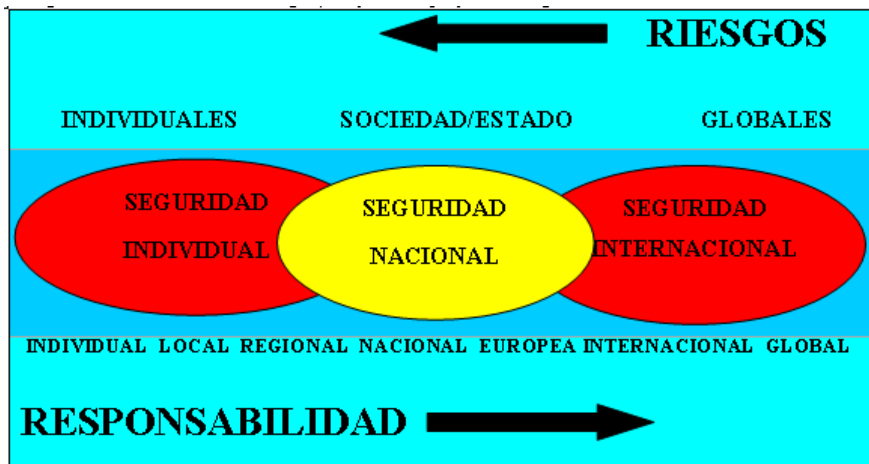 RIESGOS
INDIVIDUALES SOCIEDAD/ESTADO GLOBALES
SEGURIDAD INDIVIDUAL
SEGURIDAD NACIONAL
SEGURIDAD INTERNACIONAL
INDIVIDUAL LOCAL REGIONAL NACIONAL EUROPEA INTERNACIONAL GLOBAL
RESPONSABILIDAD